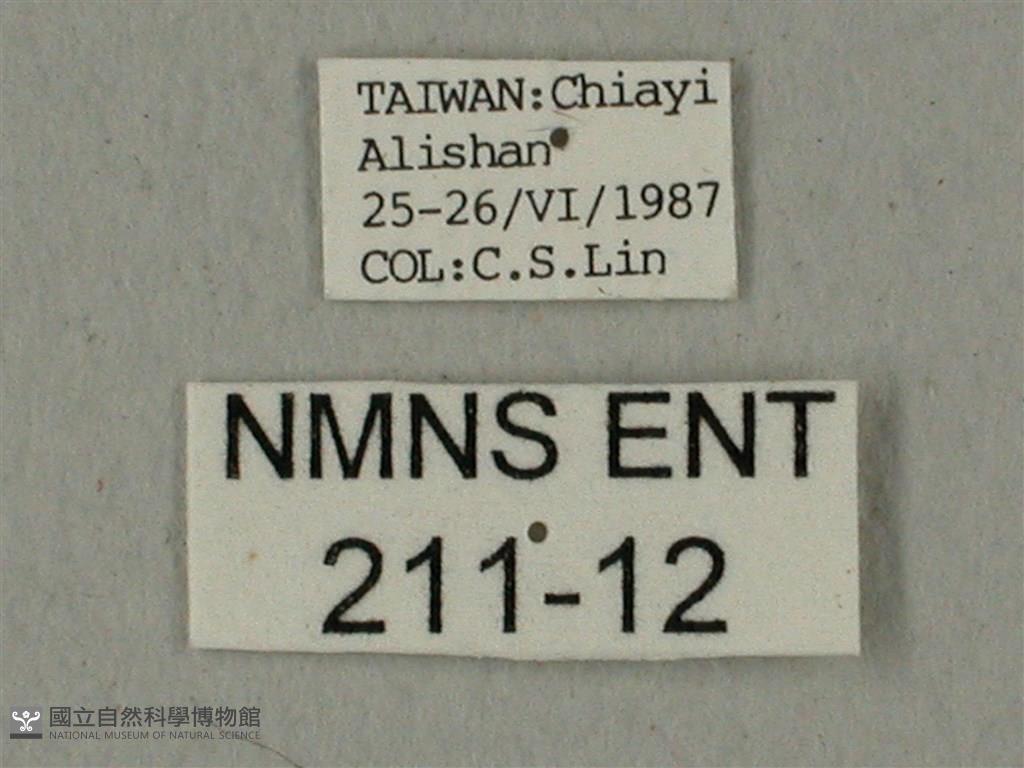 TAIWAN:Chiayi
Alishan
25-26/VI/1987
COL:C.S.Lin
NMNS ENT
211-12
國立自然科學博物館
NATIONAL MUSEUM OF NATURAL SCIENCE